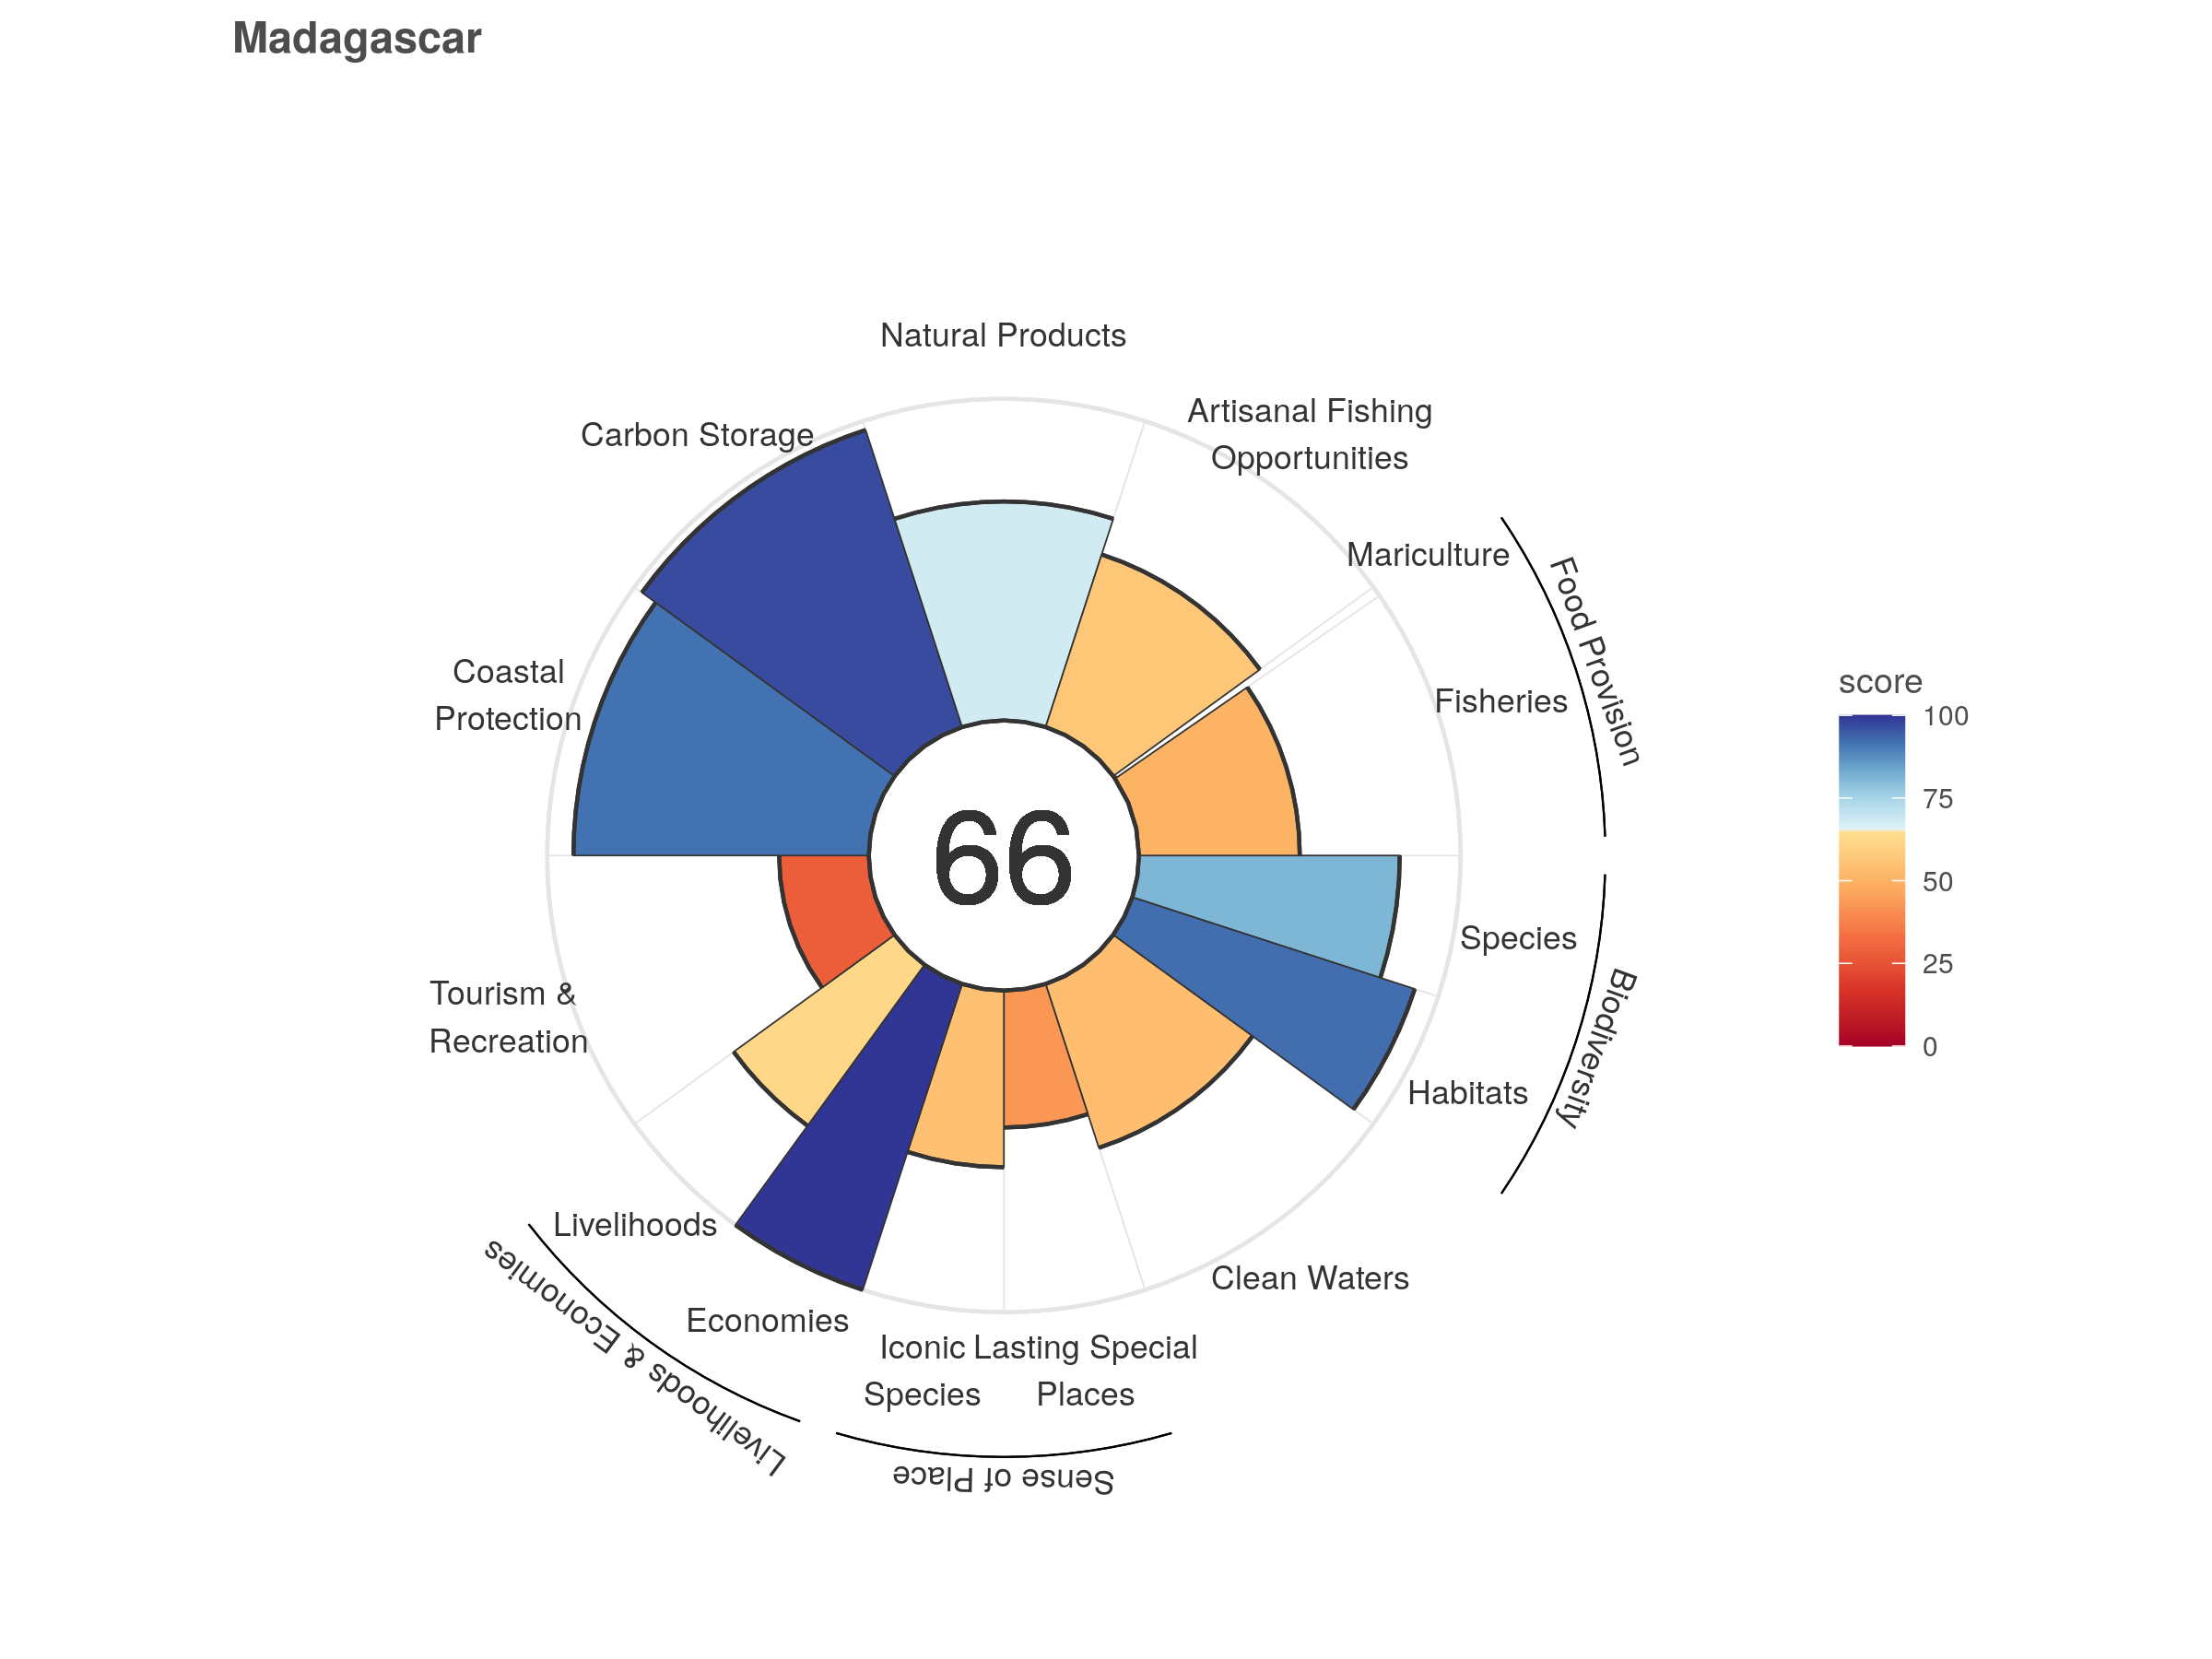 Madagascar
Natural Products
Artisanal Fishing
Opportunities
Carbon Storage
Mariculture
Food Provision
Fisheries
Coastal
Protection
score
100
75
50
25
0
66
Species
Biodiversity
Habitats
Tourism &
Recreation
Livelihoods
Economies
Livelihoods & Economies
Clean Waters
Iconic
Species
Lasting Special
Places
Sense of Place